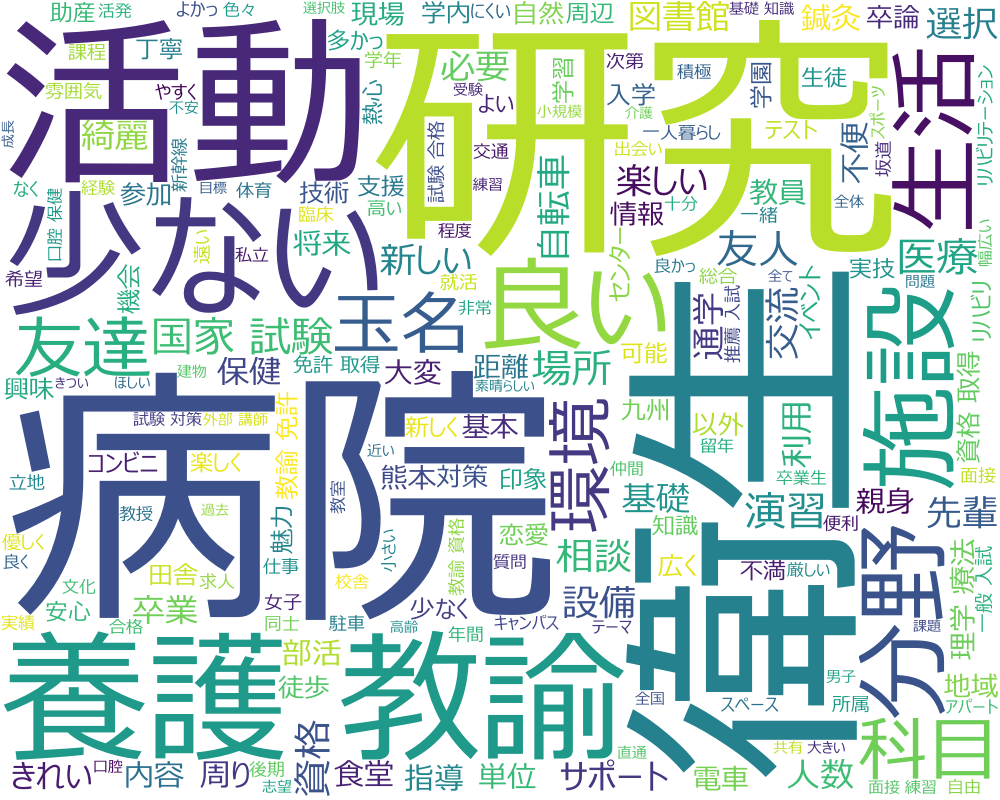 助産
活発
よかっ
色々
選択肢
現場
学内
にくい
自然
周辺
図書館
基礎 知識
鍼灸
卒論
選択
活動
研究
生活
課程
丁寧
多かっ
学年
必要
次第
積極
生徒
雰囲気
やすく
不安
熱心
受験
よい
学習
小規模
入学
介護
学園
スポーツ
リハビリテーション
成長
綺麗
新幹線
試験 合格
交通
一人暮らし
テスト
不便
坂道
なく
口腔 保健
経験
参加
目標
体育
技術
支援
練習
出会い
楽しい
教員
少ない
臨床
高い
程度
自転車
情報
十分
一緒
全体
幅広い
希望
機会
遠い
私立
将来
新しい
就活
センター
良かっ
友人
総合
全て
実技
医療
問題
リハビリ
友達
国家 試験
玉名
非常
良い
通学
推薦 入試
交流
イベント
施設
興味
きつい
建物
ほしい
保健
免許 取得
大変
距離
素晴らしい
場所
可能
衛生
取得
資格
病院
試験 対策
外部 講師
教諭 免許
新しく
近い
基本
環境
九州
以外
留年
利用
面接
立地
コンビニ
楽しく
熊本
対策
印象
仲間
卒業生
親身
先輩
教授
過去
魅力
教室
小さい
教諭 資格
質問
恋愛
基礎
知識
演習
便利
優しく
良く
文化
田舎
求人
仕事
校舎
相談
広く
不満
厳しい
分野
理学 療法
一般 入試
実績
安心
卒業
女子
少なく
設備
合格
同士
駐車
キャンパス
テーマ
課題
養護
教諭
高齢
年間
部活
徒歩
全国
スペース
男子
所属
地域
アパート
科目
きれい
口腔
内容
周り
後期
志望
資格
食堂
指導
単位
サポート
直通
電車
共有
大きい
人数
面接 練習
自由